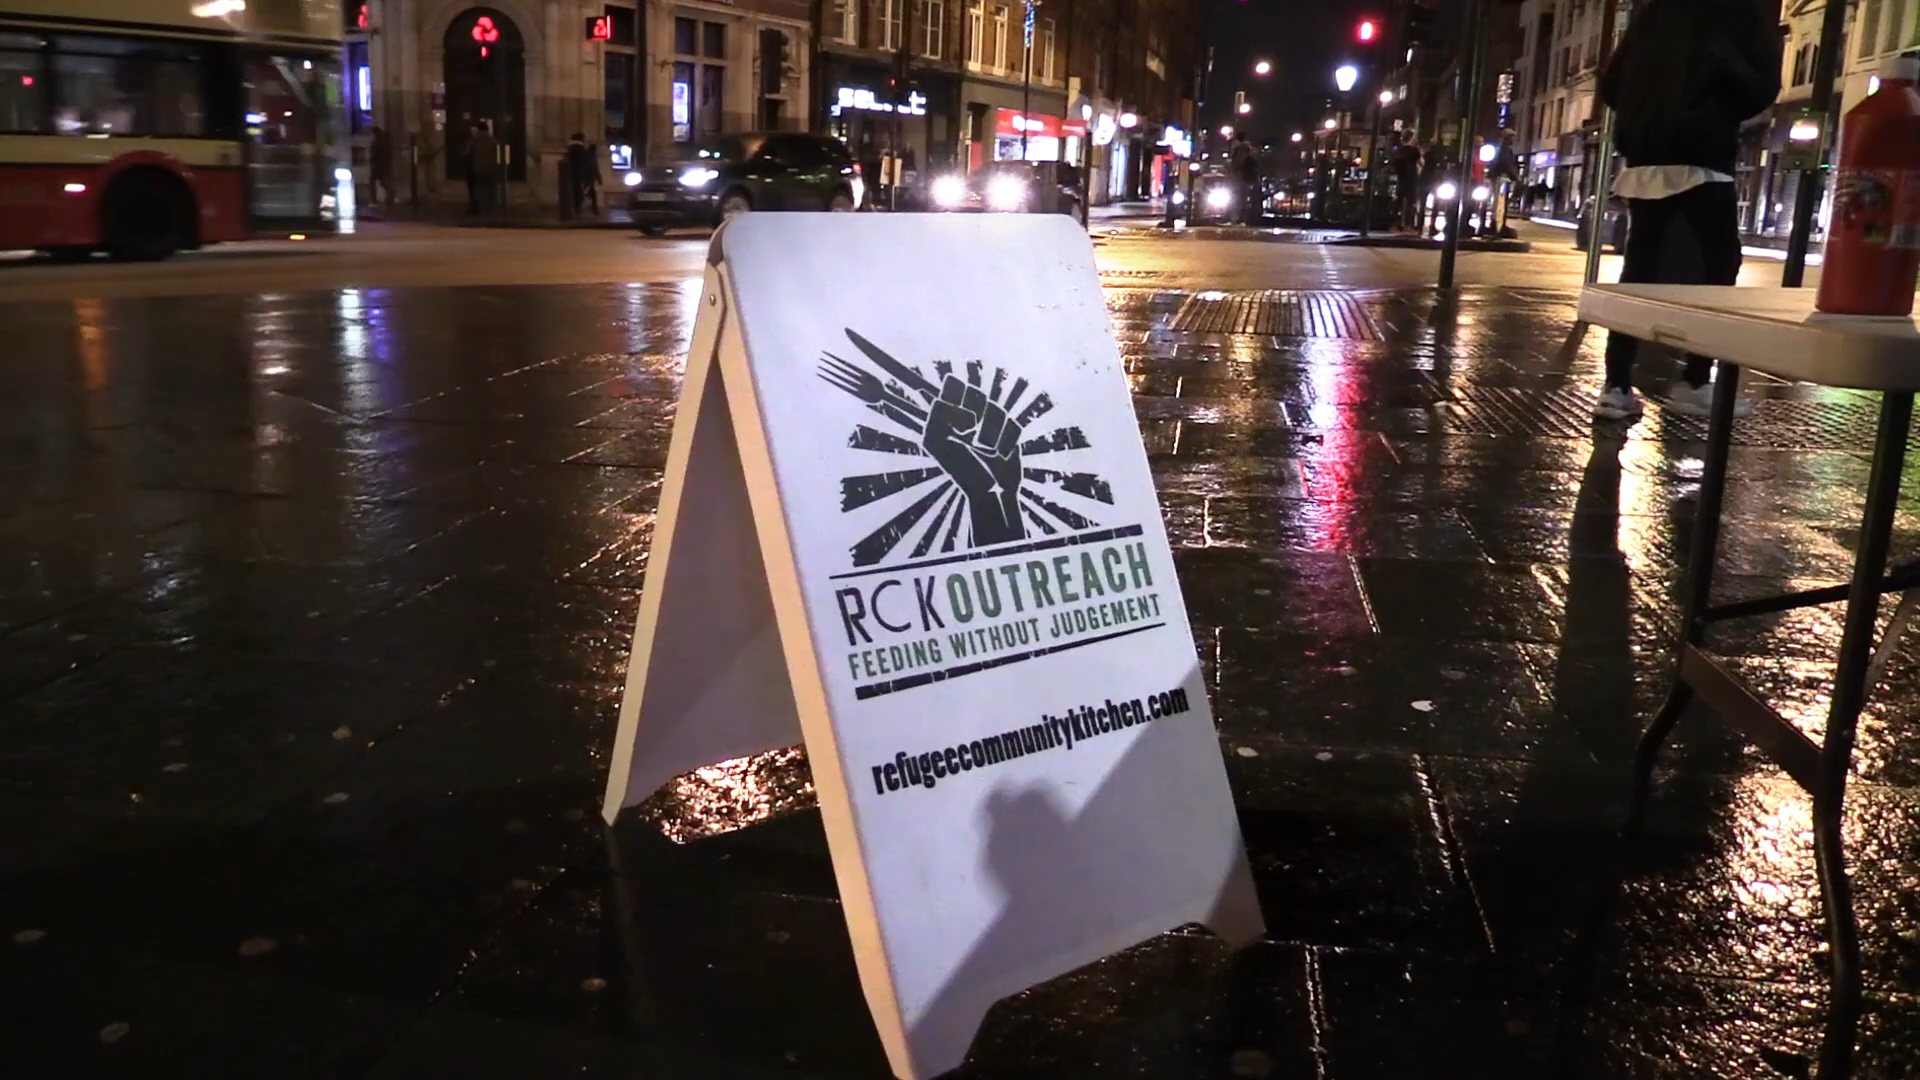 RCK OUTREACH
FEEDING WITHOUT JUDGEMENT
refugeecommunitykitchen.com